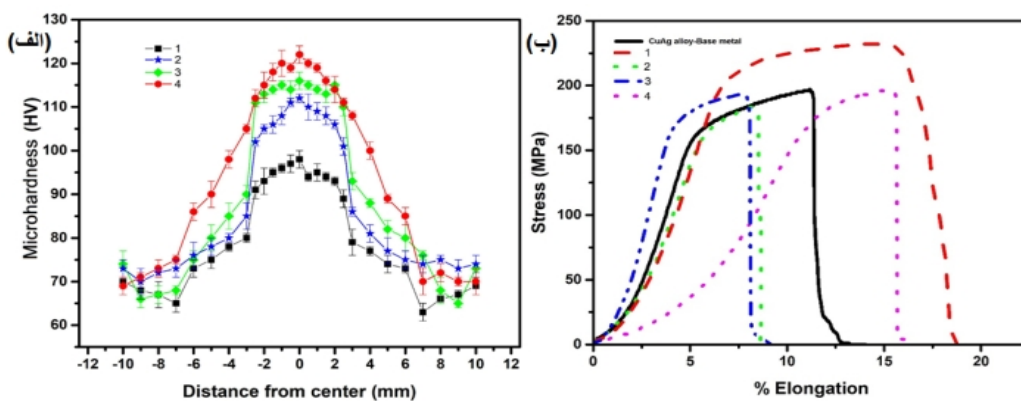 (الف)
130
120
110
100
90
80
70
60
Microhardness (HV)
1
2
3
4
-12 -10 -8 -6 -4 -2 0 2 4 6 8 10 12
Distance from center (mm)
(ب)
250
200
150
100
50
0
Stress (MPa)
CuAg alloy-Base metal
1
2
3
4
0 5 10 15 20
% Elongation